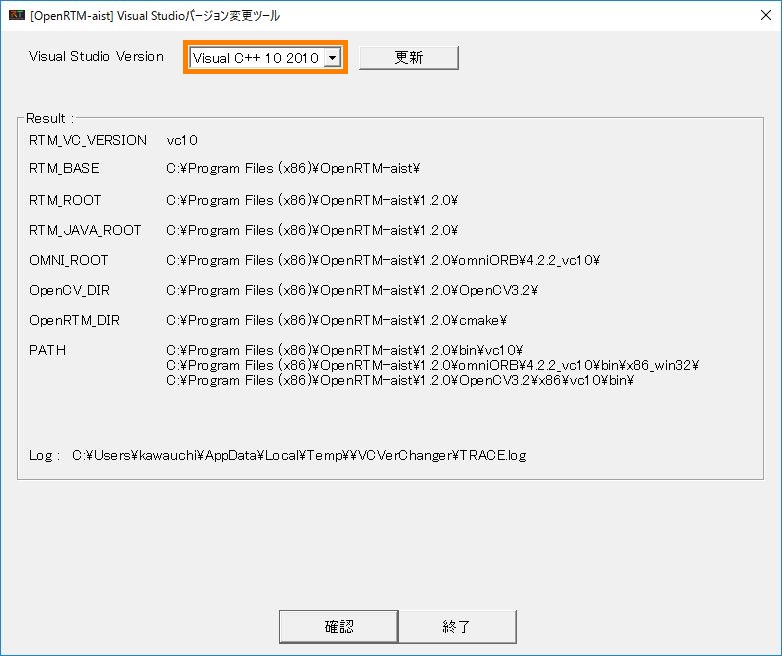 [OpenRTM-aist] Visual Studioバージョン変更ツール
Visual Studio Version Visual C++ 10 2010 更新
Result :
RTM_VC_VERSION vc10
RTM_BASE C:¥Program Files (x86)¥OpenRTM-aist¥
RTM_ROOT C:¥Program Files (x86)¥OpenRTM-aist¥1.2.0¥
RTM_JAVA_ROOT C:¥Program Files (x86)¥OpenRTM-aist¥1.2.0¥
OMNI_ROOT C:¥Program Files (x86)¥OpenRTM-aist¥1.2.0¥omniORB¥4.2.2_vc10¥
OpenCV_DIR C:¥Program Files (x86)¥OpenRTM-aist¥1.2.0¥OpenCV3.2¥
OpenRTM_DIR C:¥Program Files (x86)¥OpenRTM-aist¥1.2.0¥cmake¥
PATH C:¥Program Files (x86)¥OpenRTM-aist¥1.2.0¥bin¥vc10¥
C:¥Program Files (x86)¥OpenRTM-aist¥1.2.0¥omniORB¥4.2.2_vc10¥bin¥x86_win32¥
C:¥Program Files (x86)¥OpenRTM-aist¥1.2.0¥OpenCV3.2¥x86¥vc10¥bin¥
Log : C:¥Users¥kawauchi¥AppData¥Local¥Temp¥¥VCVerChanger¥TRACE.log
確認 終了